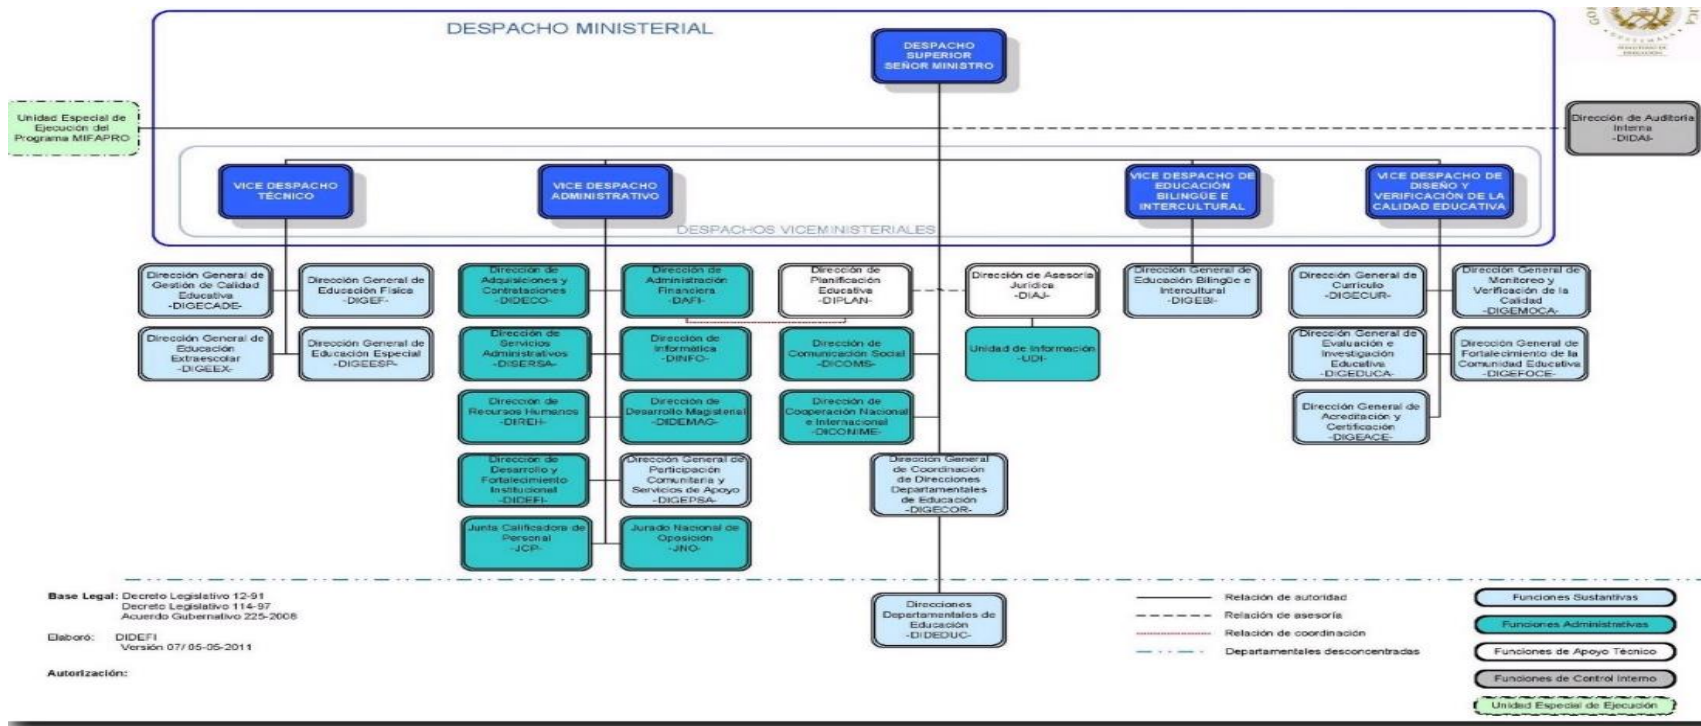 DESPACHO MINISTERIAL
DESPACHO
SUPERIOR
SEÑOR MINISTRO
GUATEMALA
MINISTERIO DE
EDUCACIÓN
Unidad Especial de
Ejecución del
Programa MIFAPRO
Dirección de Auditoría
Interna
-DIDAI-
VICE DESPACHO
TÉCNICO
VICE DESPACHO
ADMINISTRATIVO
VICE DESPACHO DE
EDUCACIÓN
BILINGÜE E
INTERCULTURAL
VICE DESPACHO DE
DISEÑO Y
VERIFICACIÓN DE LA
CALIDAD EDUCATIVA
DESPACHOS VICEMINISTERIALES
Dirección General de
Gestión de Calidad
Educativa
-DIGECADE-
Dirección General de
Educación Física
-DIGEF-
Dirección de
Adquisiciones y
Contrataciones
-DIDECO-
Dirección de
Administración
Financiera
-DAFI-
Dirección de
Planificación
Educativa
-DIPLAN-
Dirección de Asesoría
Jurídica
-DIAJ-
Dirección General de
Educación Bilingüe e
Intercultural
-DIGEBI-
Dirección General de
Currículo
-DIGECUR-
Dirección General de
Monitoreo y
Verificación de la
Calidad
-DIGEMOCA-
Dirección General de
Educación
Extraescolar
-DIGEEX-
Dirección General de
Educación Especial
-DIGEESP-
Dirección de
Servicios
Administrativos
-DISERSA-
Dirección de
Informática
-DINFO-
Dirección de
Comunicación Social
-DICOMS-
Unidad de Información
-UDI-
Dirección General de
Evaluación e
Investigación
Educativa
-DIGEDUCA-
Dirección General de
Fortalecimiento de la
Comunidad Educativa
-DIGEFOCE-
Dirección de
Recursos Humanos
-DIREH-
Dirección de
Desarrollo Magisterial
-DIDEMAG-
Dirección de
Cooperación Nacional
e Internacional
-DICONIME-
Dirección General de
Acreditación y
Certificación
-DIGEACE-
Dirección de
Desarrollo y
Fortalecimiento
Institucional
-DIDEFI-
Dirección General de
Participación
Comunitaria y
Servicios de Apoyo
-DIGEPSA-
Dirección General
de Coordinación
de Direcciones
Departamentales
de Educación
-DIGECOR-
Junta Calificadora de
Personal
-JCP-
Jurado Nacional de
Oposición
-JNO-
Direcciones
Departamentales de
Educación
-DIDEDUC-
Base Legal: Decreto Legislativo 12-91
Decreto Legislativo 114-97
Acuerdo Gubernativo 225-2008
Elaboró: DIDEFI
Versión 07/ 05-05-2011
Autorización:
Relación de autoridad
Relación de asesoría
Relación de coordinación
Departamentales desconcentradas
Funciones Sustantivas
Funciones Administrativas
Funciones de Apoyo Técnico
Funciones de Control Interno
Unidad Especial de Ejecución